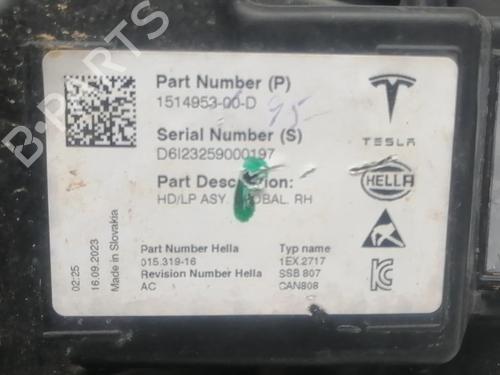 Part Number (P)
1514953-00-D
95-
TESLA
Serial Number (S)
D6I23259000197
HELLA
Part Description:
HD/LP ASY, GLOBAL, RH
Part Number Hella
015.319-16
Revision Number Hella
AC
Typ name
1EX.2717
SSB 807
CAN808
02:25
16.09.2023
Made in Slovakia
B-PARTS